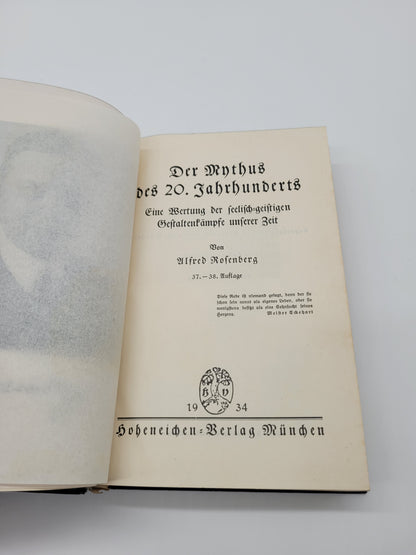 Der Mythus
des 20. Jahrhunderts
Eine Wertung der seelisch-geistigen
Gestaltenkämpfe unserer Zeit
Von
Alfred Rosenberg
37.–38. Auflage
Diese Rede ist niemand gesagt, denn der sie
schon sein nennt als eigenes Leben, oder sie
wenigstens besitzt als eine Sehnsucht seines
Herzens. Meister Eckehart
H V
19 34
Hoheneichen-Verlag München